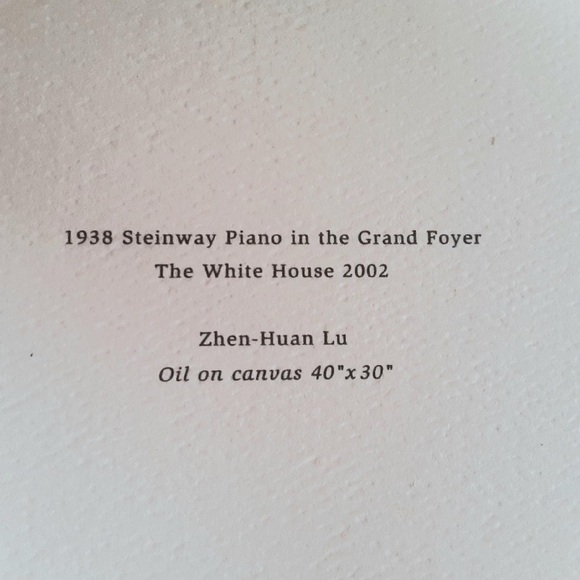 1938 Steinway Piano in the Grand Foyer
The White House 2002
Zhen-Huan Lu
Oil on canvas 40"x30"